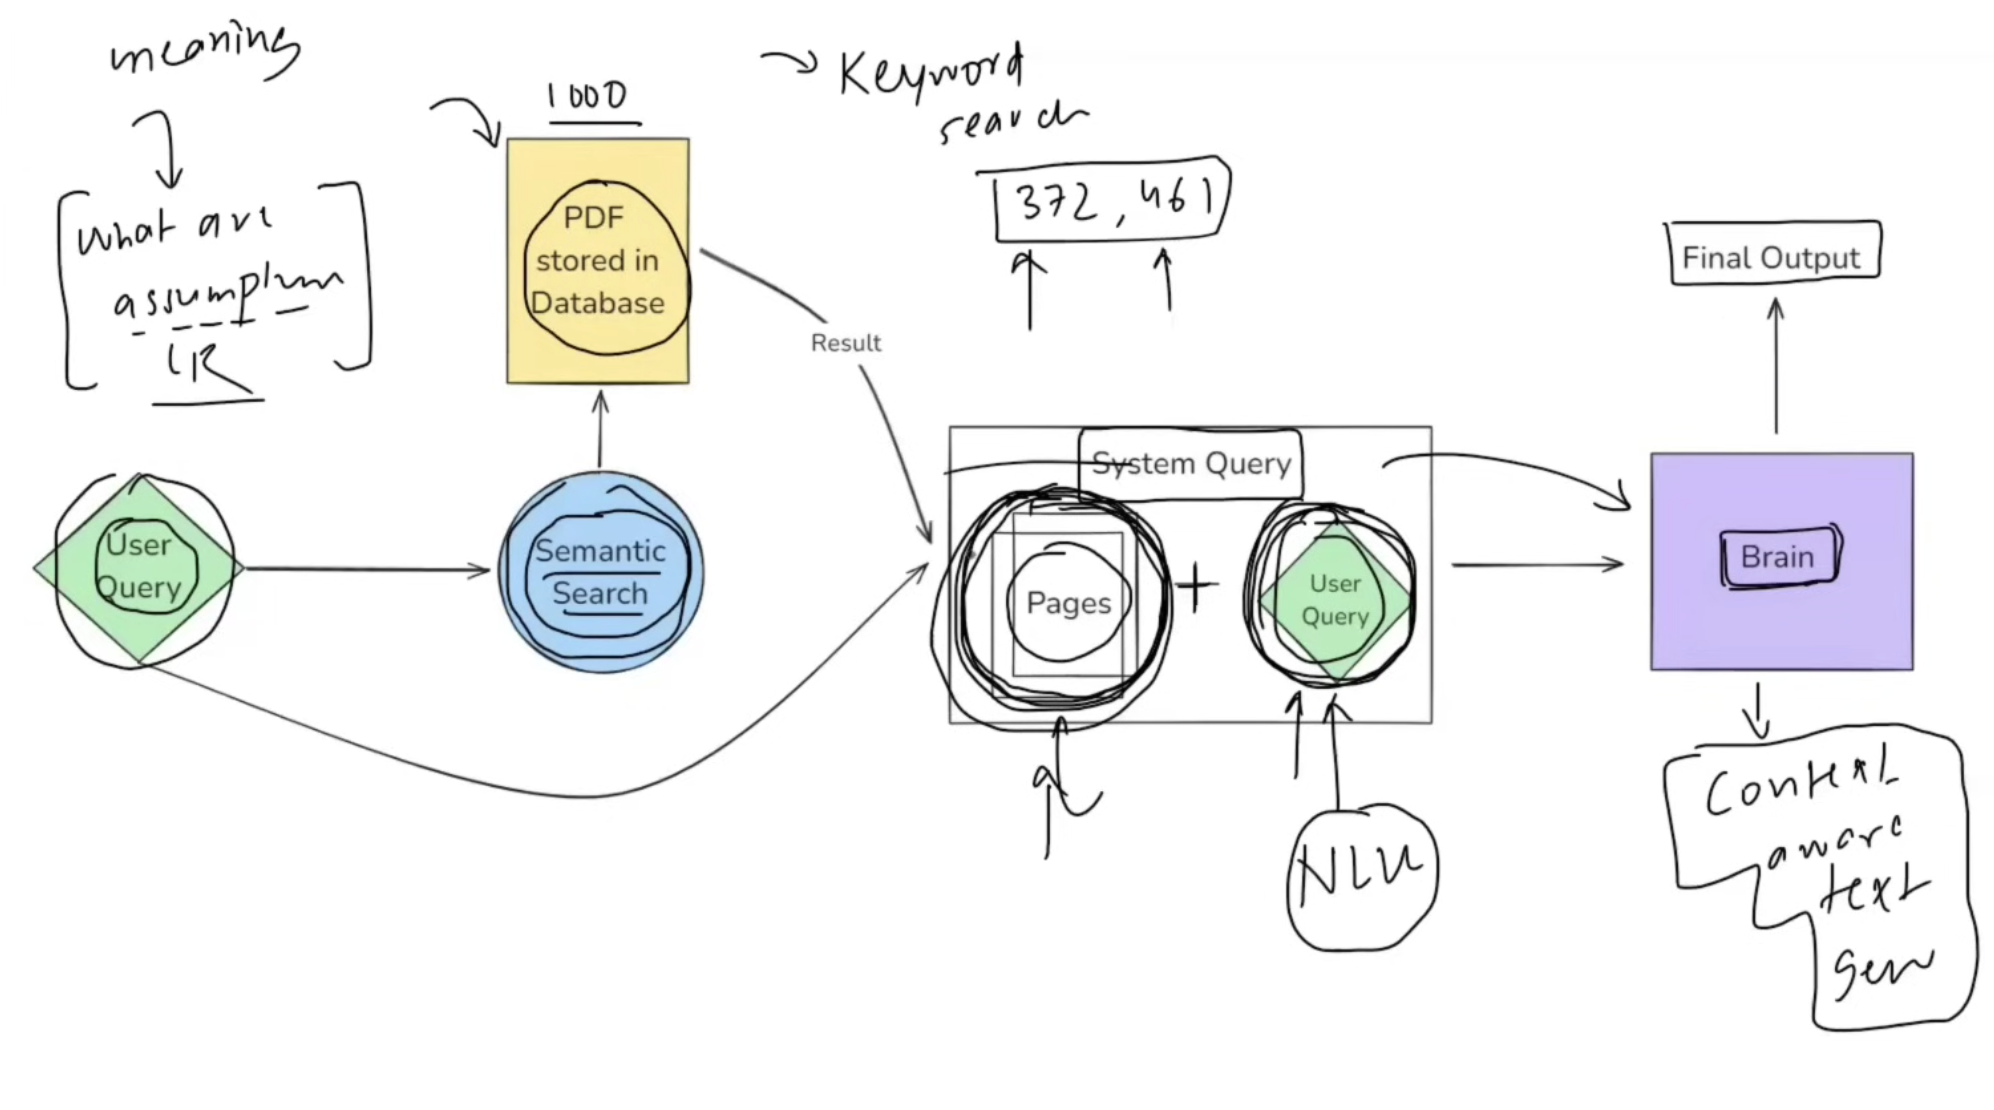 meaning
What are
assumption
LR
1000
PDF
stored in
Database
Keyword
search
372, 461
Result
User
Query
Semantic
Search
System Query
Pages
+
User
Query
NLU
Final Output
Brain
Context
aware
text
Gen